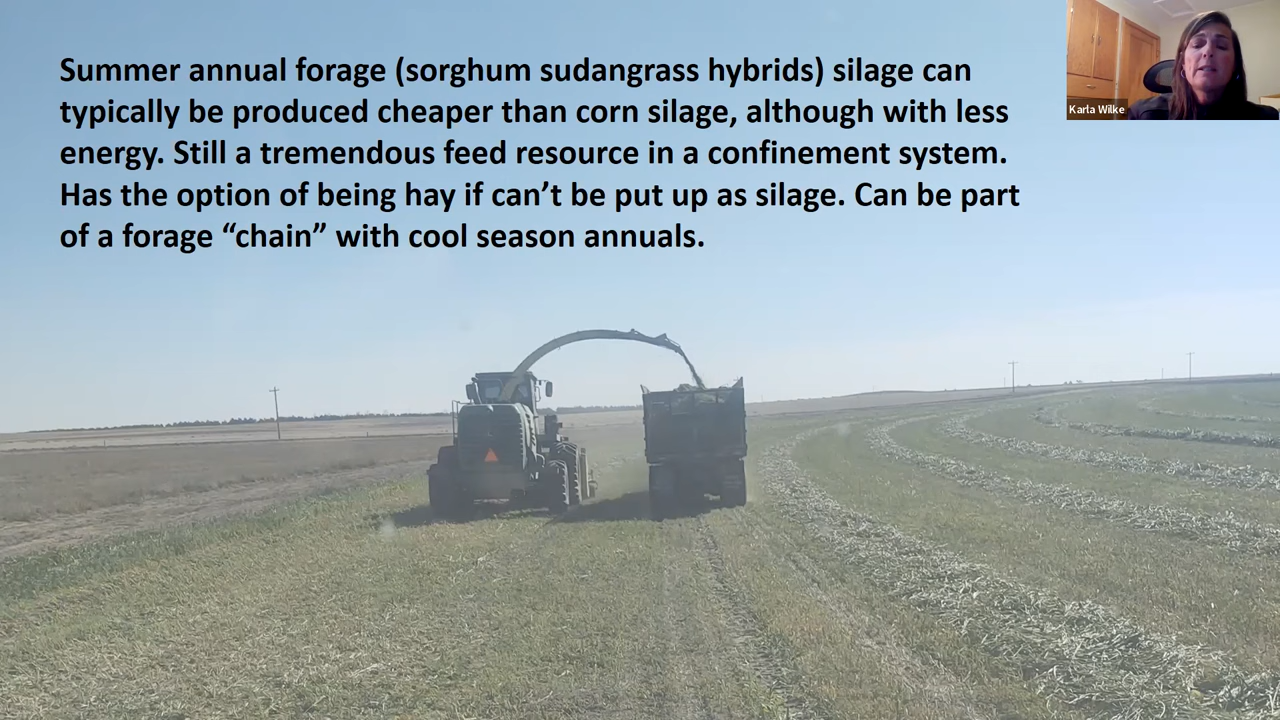 Summer annual forage (sorghum sudangrass hybrids) silage can
typically be produced cheaper than corn silage, although with less
energy. Still a tremendous feed resource in a confinement system.
Has the option of being hay if can’t be put up as silage. Can be part
of a forage “chain” with cool season annuals.
Karla Wilke